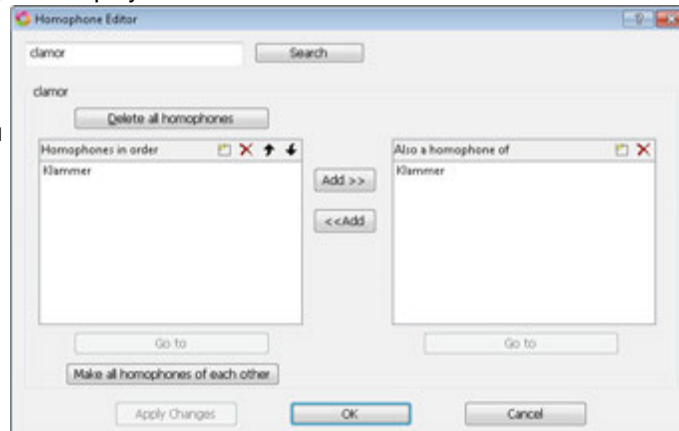 Homophone Editor
clamor
Search
clamor
Delete all homophones
Homophones in order
Klammer
Add >>
<<Add
Also a homophone of
Klammer
Go to
Go to
Make all homophones of each other
Apply Changes
OK
Cancel